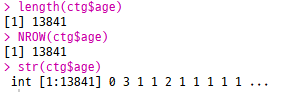 > length(ctg$age)
[1] 13841
> NROW(ctg$age)
[1] 13841
> str(ctg$age)
 int [1:13841] 0 3 1 1 2 1 1 1 1 1 ...